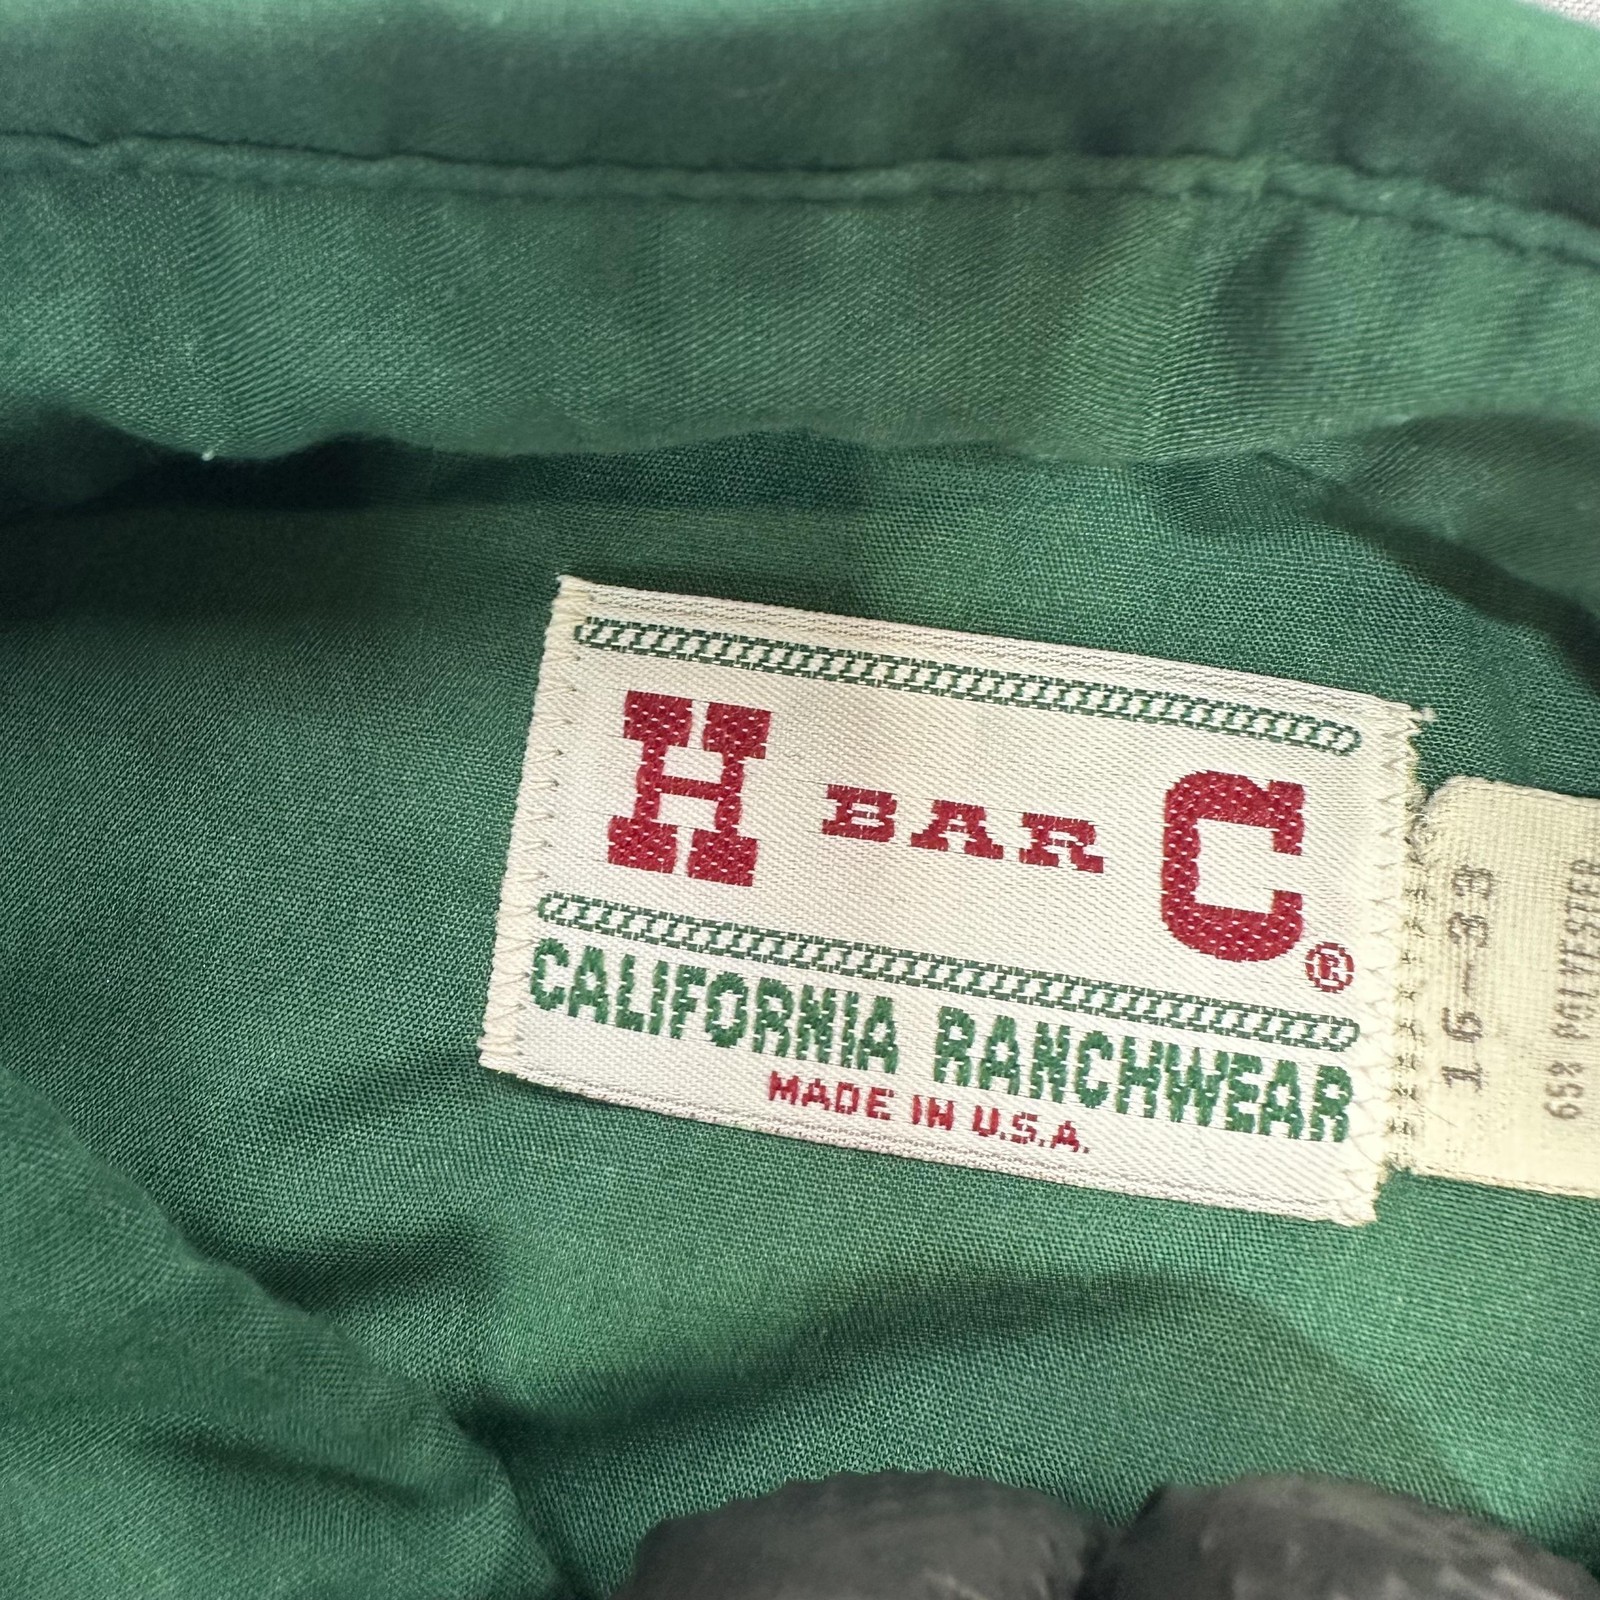 H BAR C ®
CALIFORNIA RANCHWEAR
MADE IN U.S.A.
16-33
65% POLYESTER